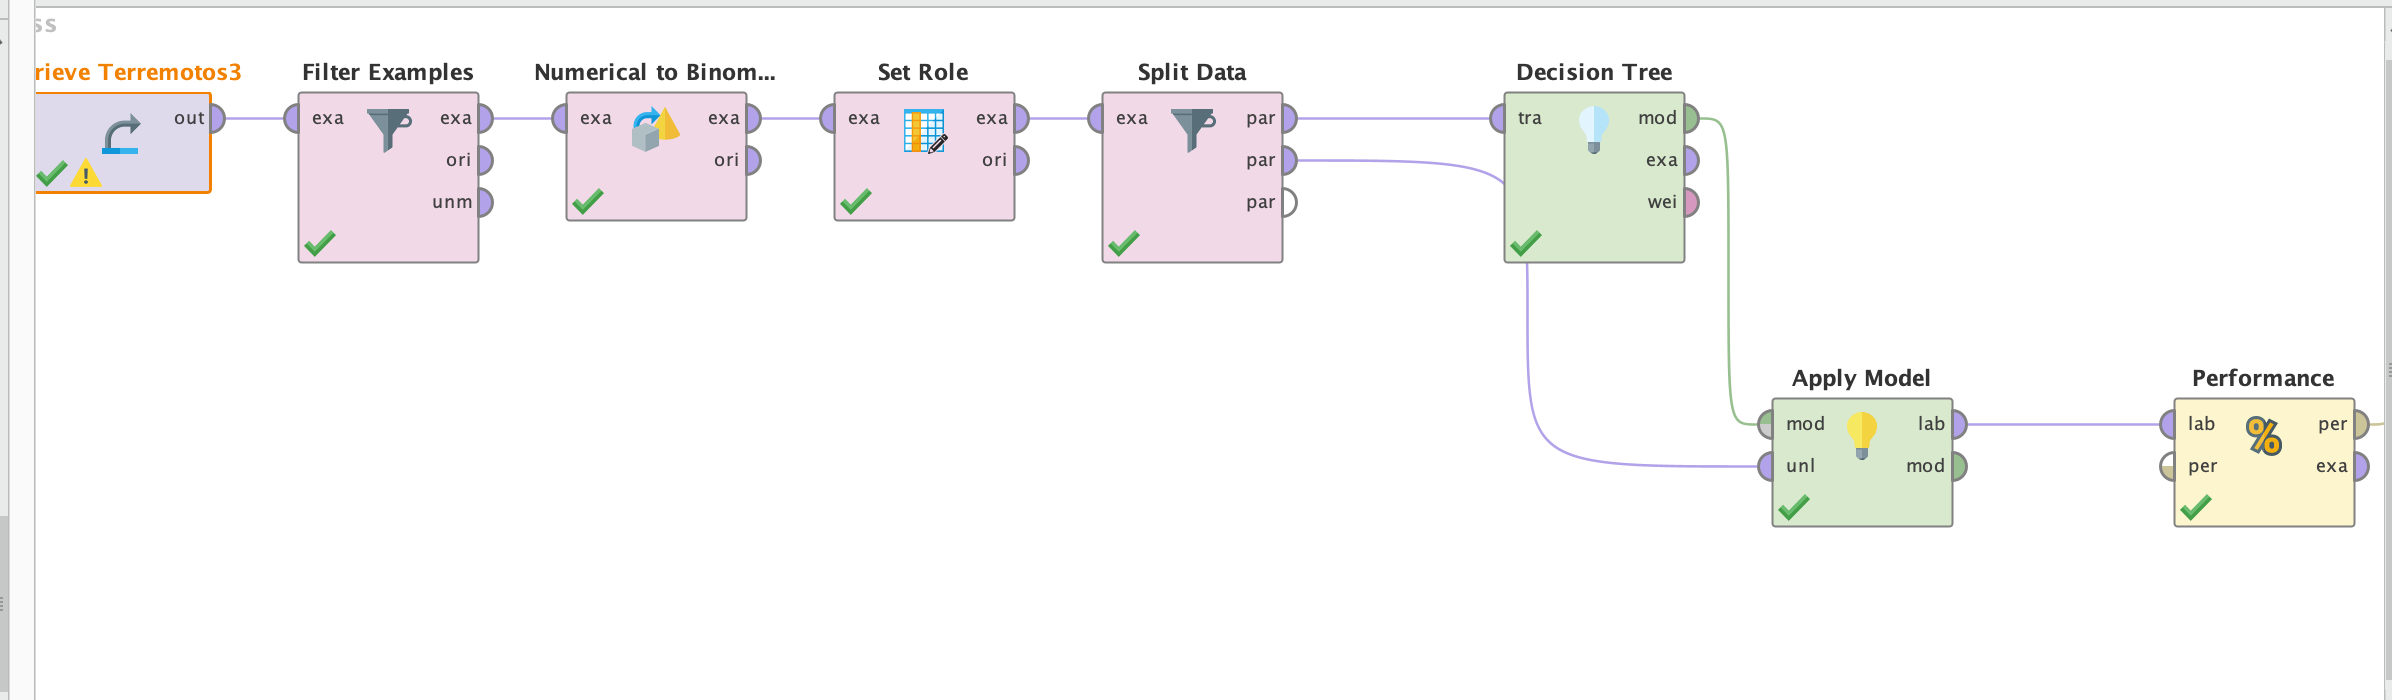 ss
rieve Terremotos3
out
Filter Examples
exa exa
ori
unm
Numerical to Binom...
exa exa
ori
Set Role
exa exa
ori
Split Data
exa par
par
par
Decision Tree
tra mod
exa
wei
Apply Model
mod lab
unl mod
Performance
%
lab per
per exa